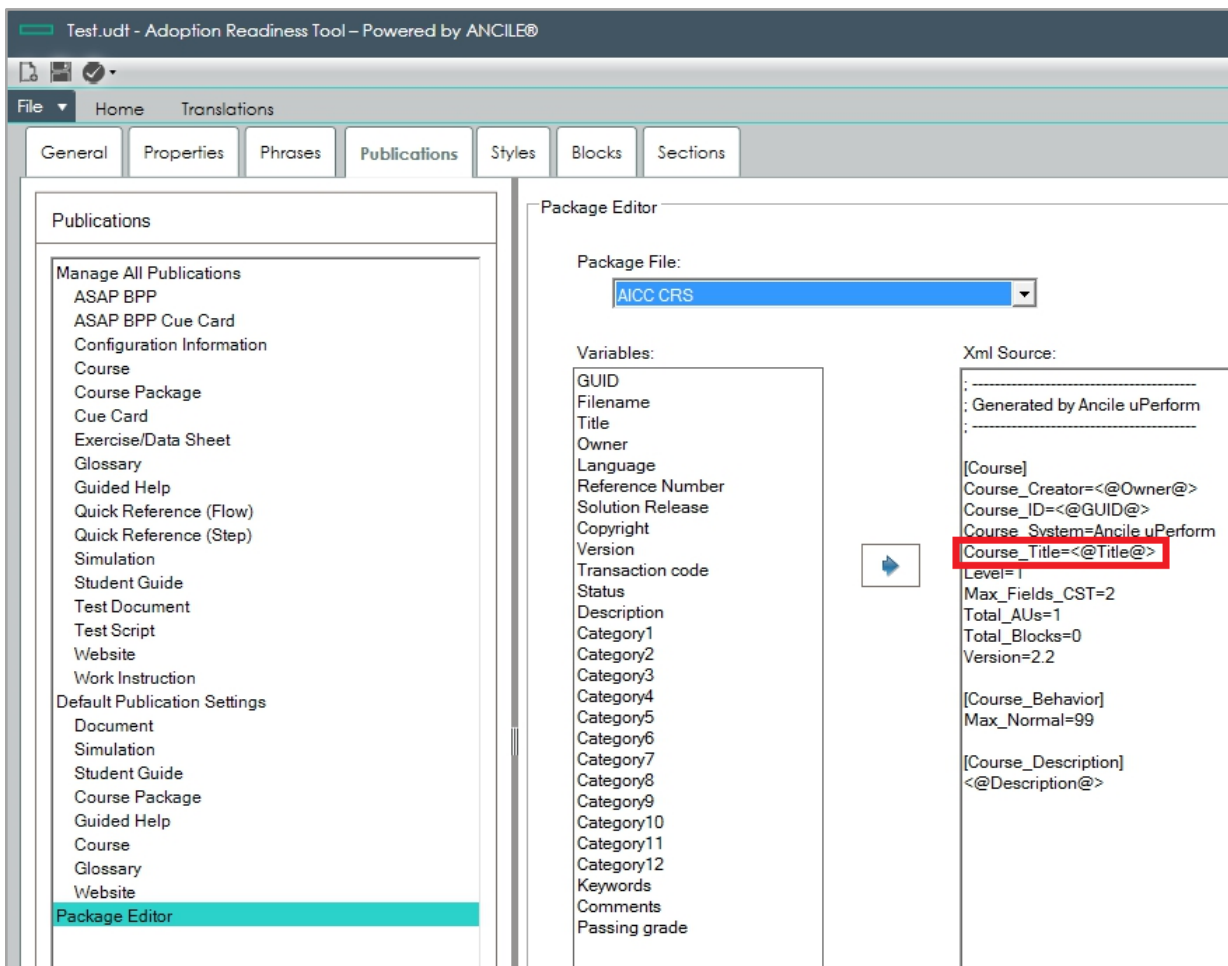 Test.udt - Adoption Readiness Tool – Powered by ANCILE®
File Home Translations
General Properties Phrases Publications Styles Blocks Sections
Publications
Manage All Publications
ASAP BPP
ASAP BPP Cue Card
Configuration Information
Course
Course Package
Cue Card
Exercise/Data Sheet
Glossary
Guided Help
Quick Reference (Flow)
Quick Reference (Step)
Simulation
Student Guide
Test Document
Test Script
Website
Work Instruction
Default Publication Settings
Document
Simulation
Student Guide
Course Package
Guided Help
Course
Glossary
Website
Package Editor
Package Editor
Package File:
AICC CRS
Variables:
GUID
Filename
Title
Owner
Language
Reference Number
Solution Release
Copyright
Version
Transaction code
Status
Description
Category1
Category2
Category3
Category4
Category5
Category6
Category7
Category8
Category9
Category10
Category11
Category12
Keywords
Comments
Passing grade
Xml Source:
; ----------------------------------------
; Generated by Ancile uPerform
; ----------------------------------------
[Course]
Course_Creator=<@Owner@>
Course_ID=<@GUID@>
Course_System=Ancile uPerform
Course_Title=<@Title@>
Level=1
Max_Fields_CST=2
Total_AUs=1
Total_Blocks=0
Version=2.2
[Course_Behavior]
Max_Normal=99
[Course_Description]
<@Description@>